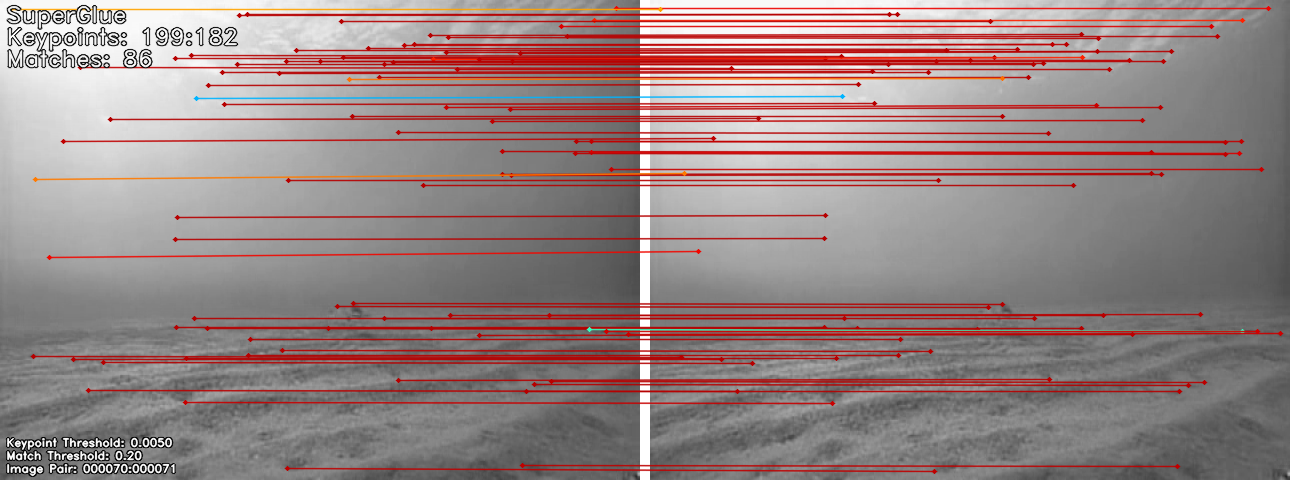 SuperGlue
Keypoints: 199:182
Matches: 86
Keypoint Threshold: 0.0050
Match Threshold: 0.20
Image Pair: 000070:000071